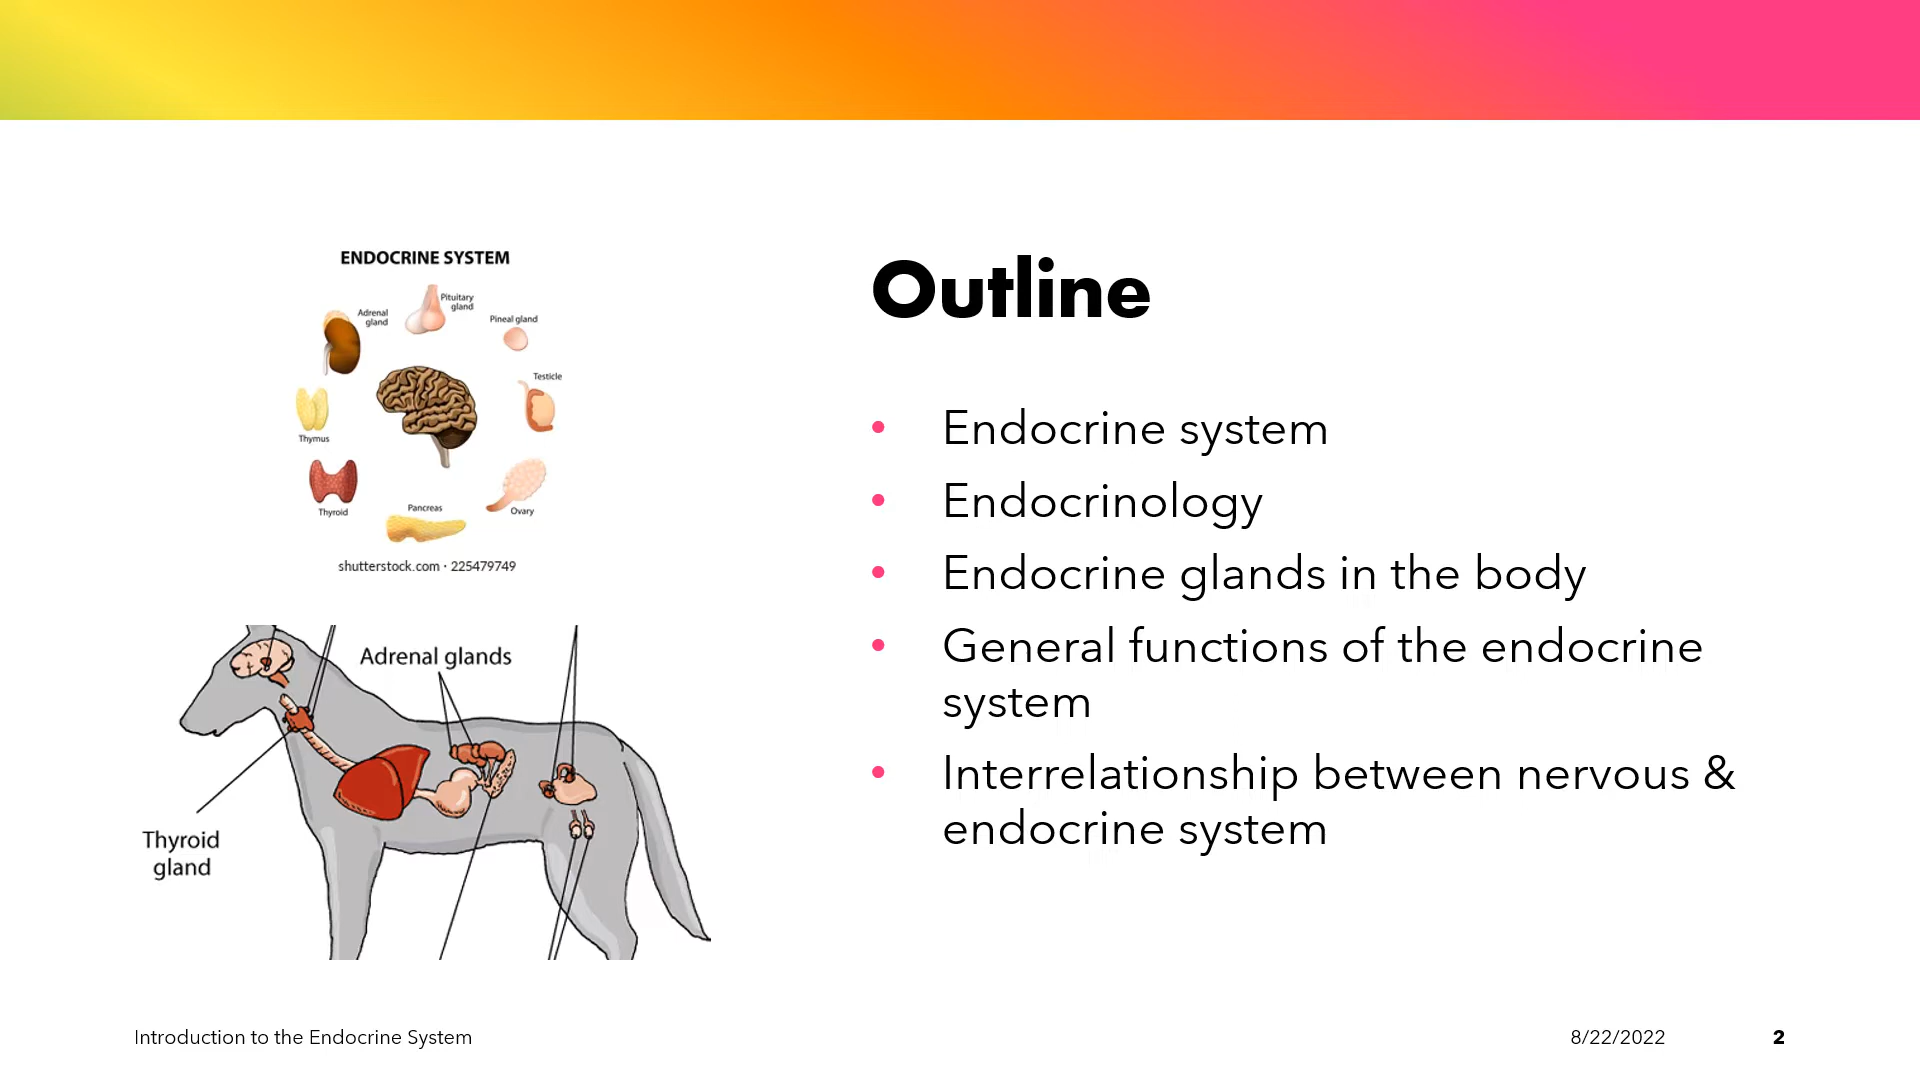 ENDOCRINE SYSTEM
Pituitary
gland
Adrenal
gland
Pineal gland
Testicle
Thymus
Thyroid
Pancreas
Ovary
shutterstock.com · 225479749
Adrenal glands
Thyroid
gland
Outline
• Endocrine system
• Endocrinology
• Endocrine glands in the body
• General functions of the endocrine
system
• Interrelationship between nervous &
endocrine system
Introduction to the Endocrine System
8/22/2022
2